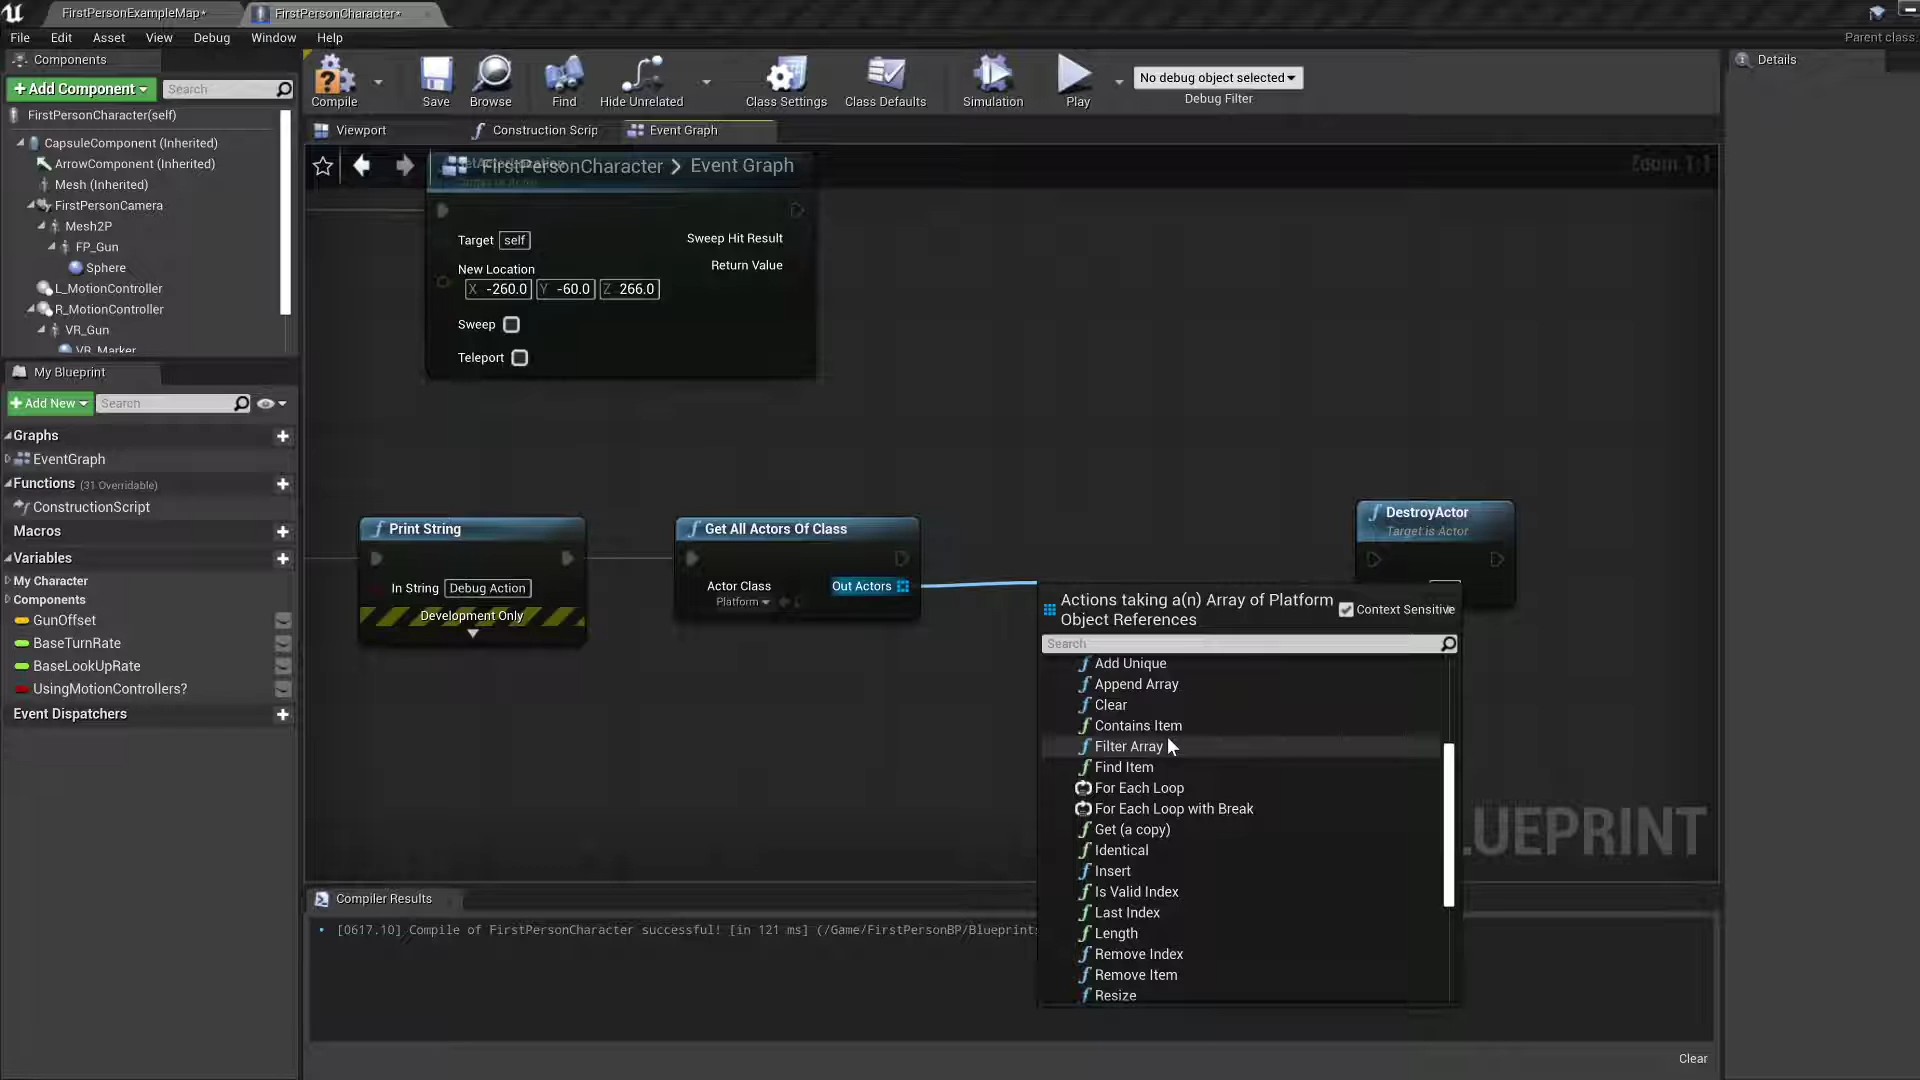 FirstPersonExampleMap*
FirstPersonCharacter*
File Edit Asset View Debug Window Help
Parent class:
Components
Add Component
Search
FirstPersonCharacter(self)
CapsuleComponent (Inherited)
ArrowComponent (Inherited)
Mesh (Inherited)
FirstPersonCamera
Mesh2P
FP_Gun
Sphere
L_MotionController
R_MotionController
VR_Gun
VR_Marker
Compile
Save
Browse
Find
Hide Unrelated
Class Settings
Class Defaults
Simulation
Play
No debug object selected
Debug Filter
Details
Viewport
Construction Scrip
Event Graph
FirstPersonCharacter > Event Graph
Zoom 1:1
Target self
Sweep Hit Result
Return Value
New Location
X -260.0 Y -60.0 Z 266.0
Sweep
Teleport
My Blueprint
Add New
Search
Graphs
EventGraph
Functions (31 Overridable)
ConstructionScript
Macros
Variables
My Character
Components
GunOffset
BaseTurnRate
BaseLookUpRate
UsingMotionControllers?
Event Dispatchers
Print String
In String Debug Action
Development Only
Get All Actors Of Class
Actor Class
Platform
Out Actors
DestroyActor
Target is Actor
Actions taking a(n) Array of Platform
Object References
Context Sensitive
Search
Add Unique
Append Array
Clear
Contains Item
Filter Array
Find Item
For Each Loop
For Each Loop with Break
Get (a copy)
Identical
Insert
Is Valid Index
Last Index
Length
Remove Index
Remove Item
Resize
LUEPRINT
Compiler Results
[0617.10] Compile of FirstPersonCharacter successful! [in 121 ms] (/Game/FirstPersonBP/Blueprints
Clear